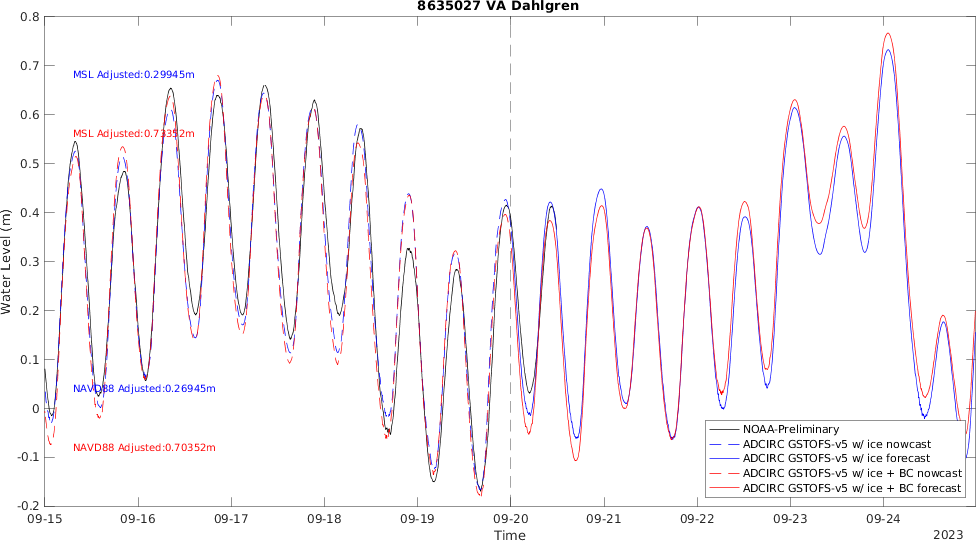 8635027 VA Dahlgren
0.8
0.7
0.6
0.5
0.4
0.3
0.2
0.1
0
-0.1
-0.2
Water Level (m)
MSL Adjusted:0.29945m
MSL Adjusted:0.73352m
NAVD88 Adjusted:0.26945m
NAVD88 Adjusted:0.70352m
NOAA-Preliminary
ADCIRC GSTOFS-v5 w/ ice nowcast
ADCIRC GSTOFS-v5 w/ ice forecast
ADCIRC GSTOFS-v5 w/ ice + BC nowcast
ADCIRC GSTOFS-v5 w/ ice + BC forecast
09-15 09-16 09-17 09-18 09-19 09-20 09-21 09-22 09-23 09-24
Time
2023